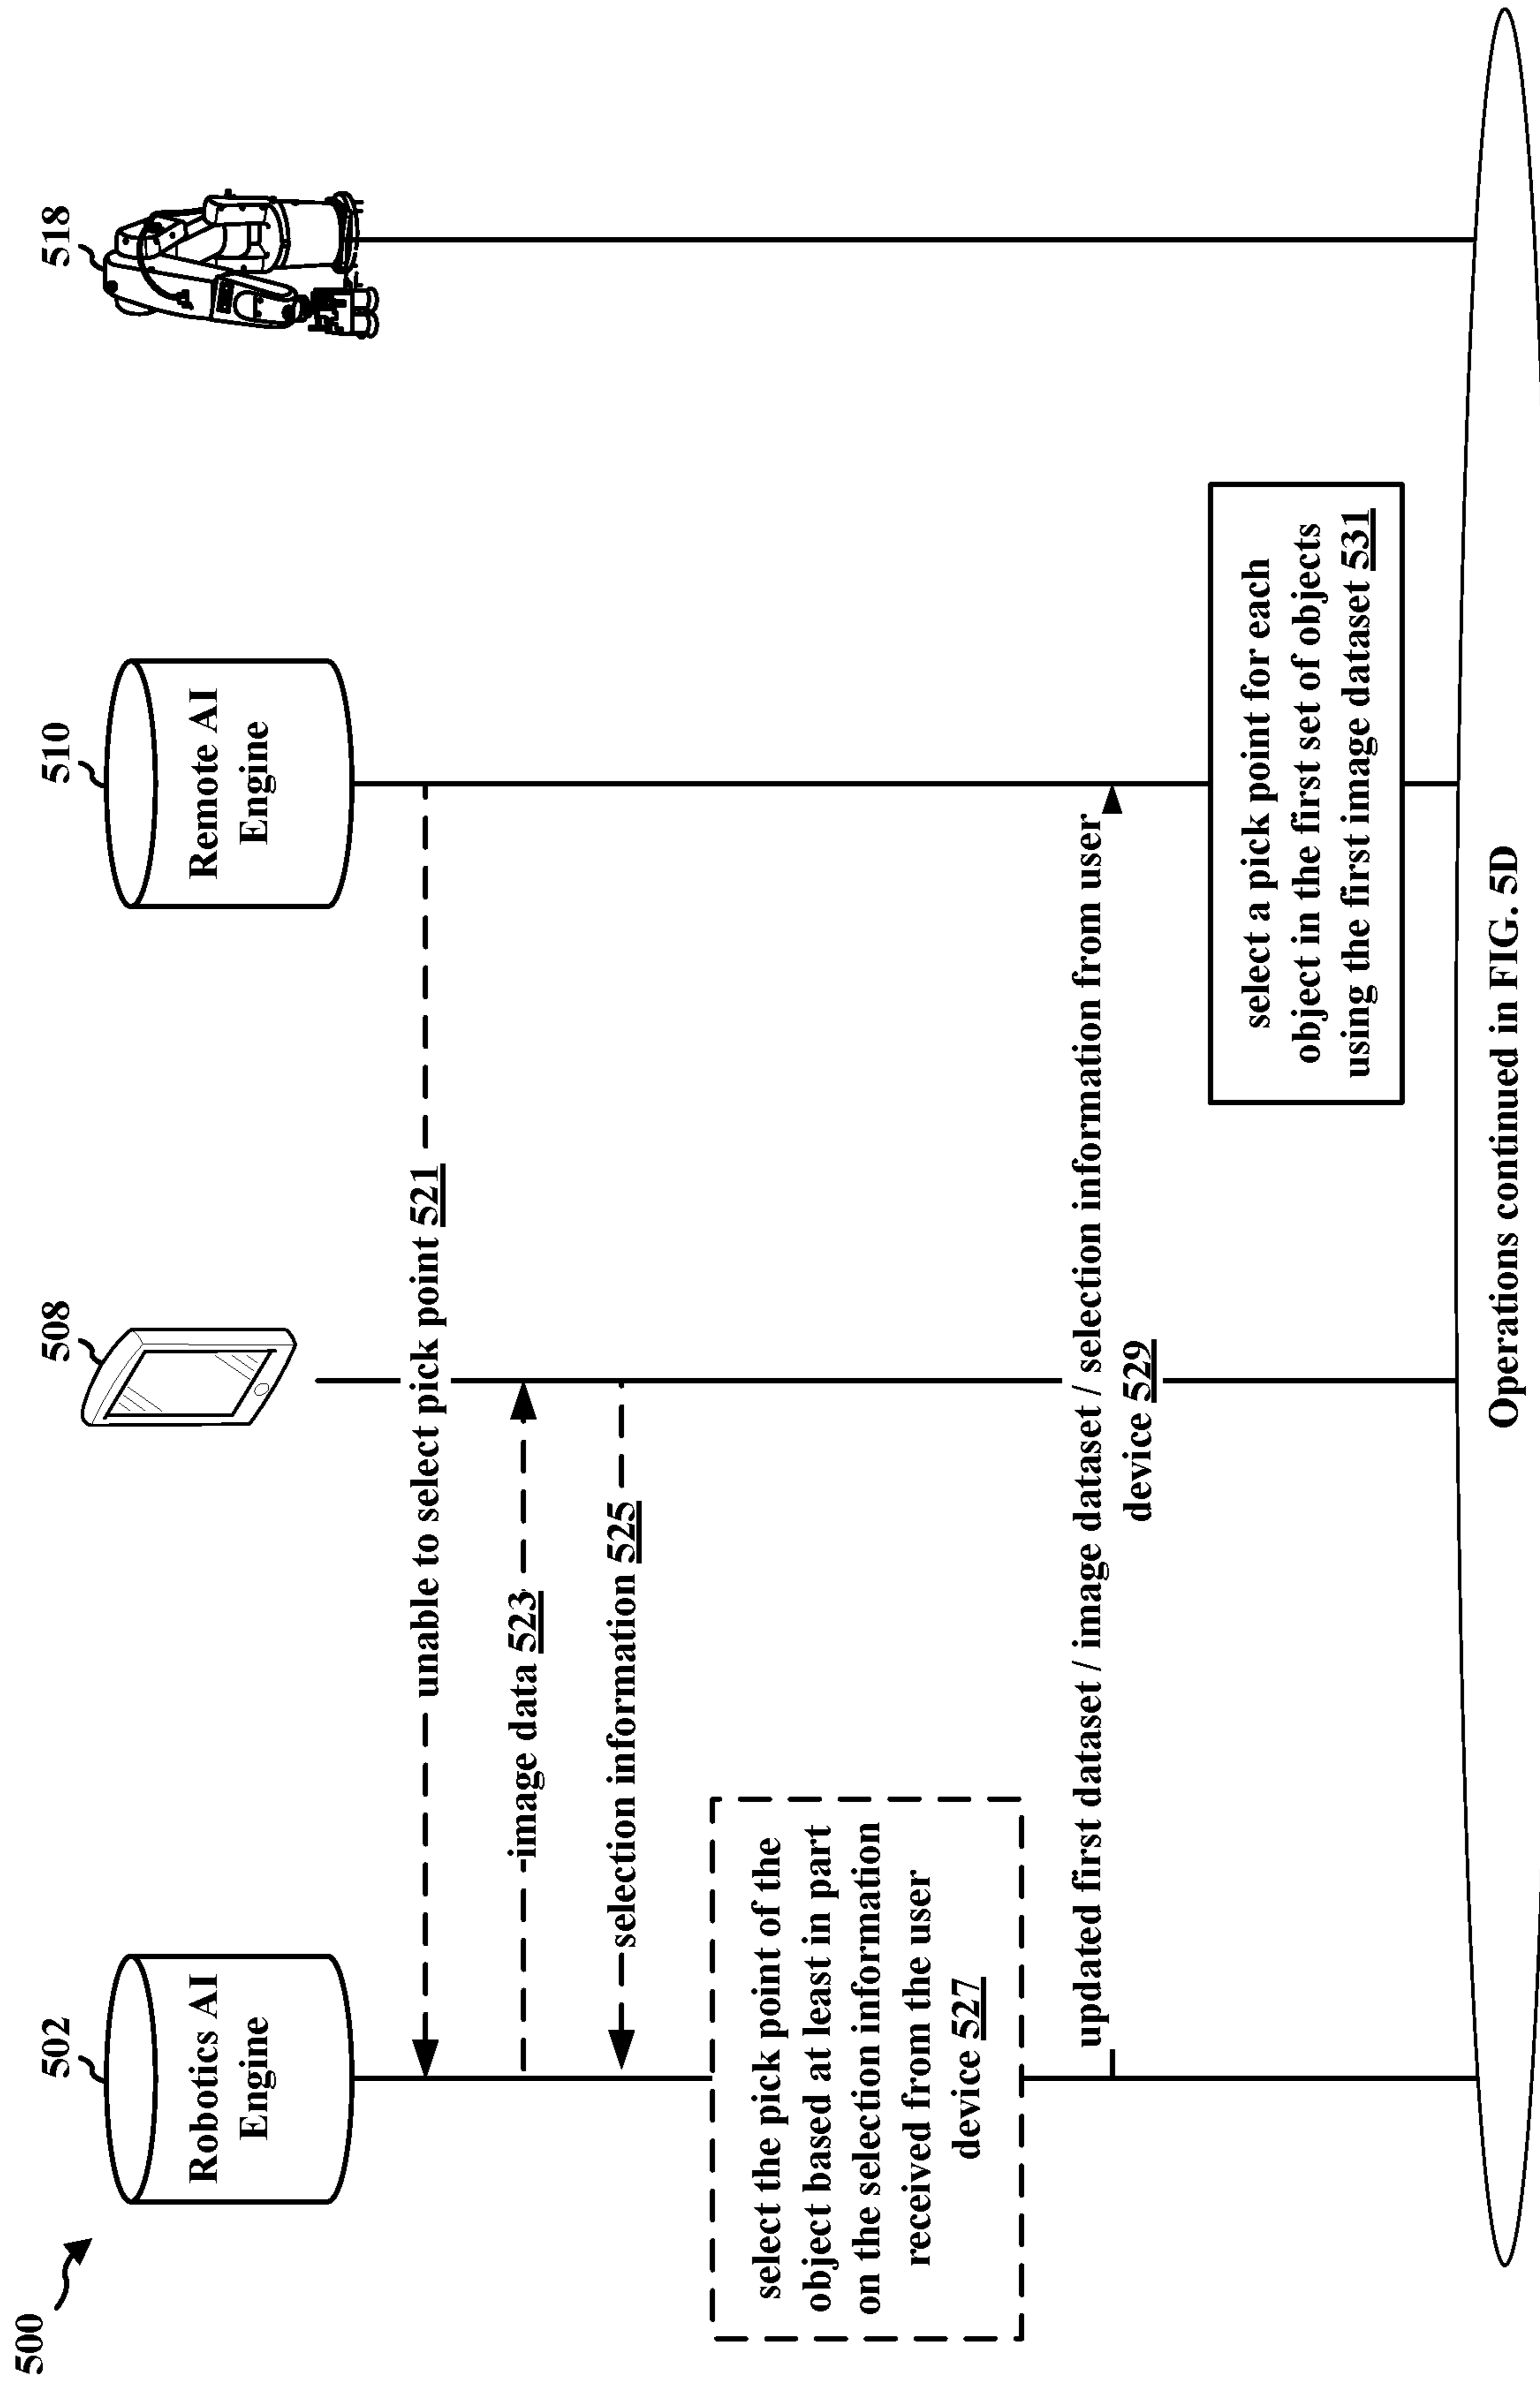 500
502
508
510
518
Robotics AI
Engine
Remote AI
Engine
unable to select pick point 521
image data 523
selection information 525
select the pick point of the
object based at least in part
on the selection information
received from the user
device 527
updated first dataset / image dataset / selection information from user
device 529
select a pick point for each
object in the first set of objects
using the first image dataset 531
Operations continued in FIG. 5D